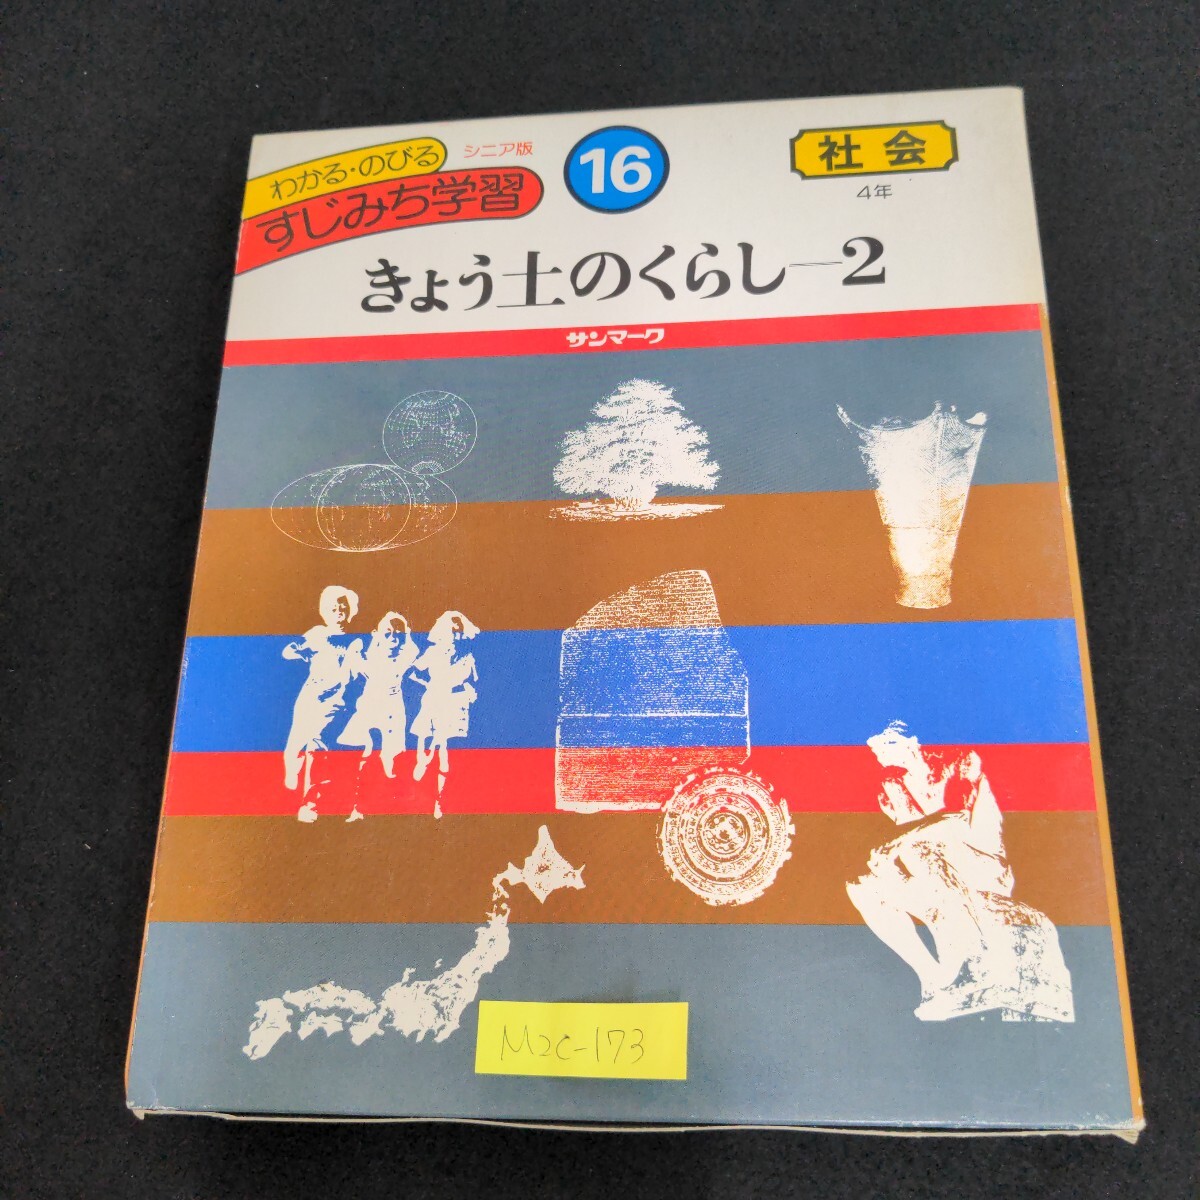 わかる・のびる
すじみち学習
シニア版
16
社会
4年
きょう土のくらし―2
サンマーク
M2C-173